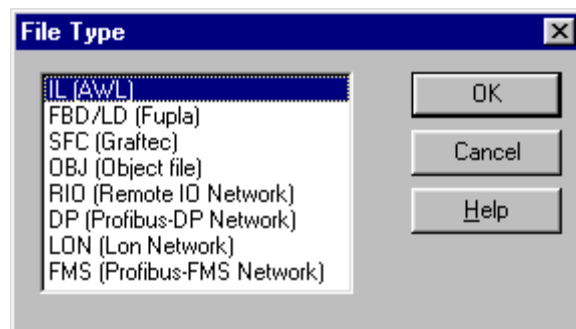 File Type
IL (AWL)
FBD/LD (Fupla)
SFC (Graftec)
OBJ (Object file)
RIO (Remote IO Network)
DP (Profibus-DP Network)
LON (Lon Network)
FMS (Profibus-FMS Network)
OK
Cancel
Help